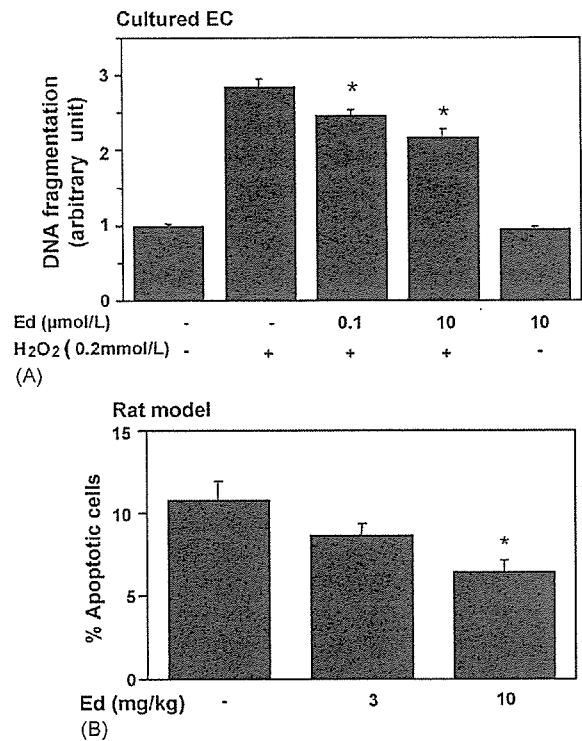 Cultured EC
DNA fragmentation
(arbitrary unit)
3
2
1
0
* *
Ed (μmol/L) - - 0.1 10 10
H2O2 ( 0.2mmol/L) - + + + -
(A)
Rat model
% Apoptotic cells
15
10
5
0
*
Ed (mg/kg) - 3 10
(B)